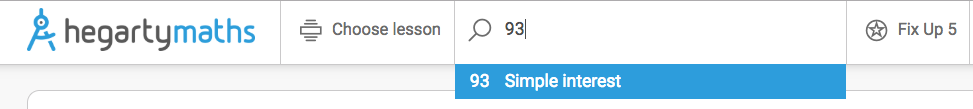 hegartymaths Choose lesson 93 Fix Up 5
93 Simple interest